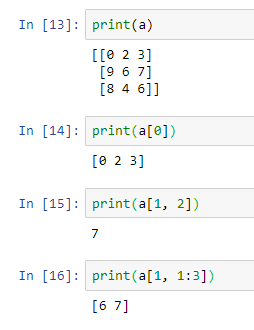 In [13]: print(a)
[[0 2 3]
 [9 6 7]
 [8 4 6]]
In [14]: print(a[0])
[0 2 3]
In [15]: print(a[1, 2])
7
In [16]: print(a[1, 1:3])
[6 7]